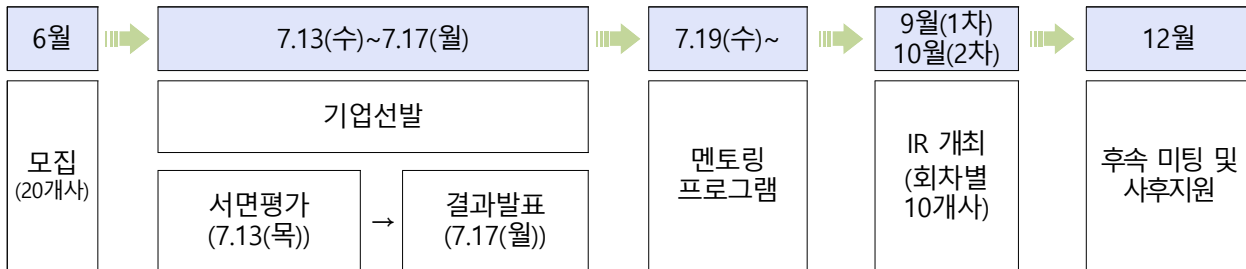 6월
7.13(수)~7.17(월)
7.19(수)~
9월(1차)
10월(2차)
12월
모집
(20개사)
기업선발
서면평가
(7.13(목))
→
결과발표
(7.17(월))
멘토링
프로그램
IR 개최
(회차별
10개사)
후속 미팅 및
사후지원